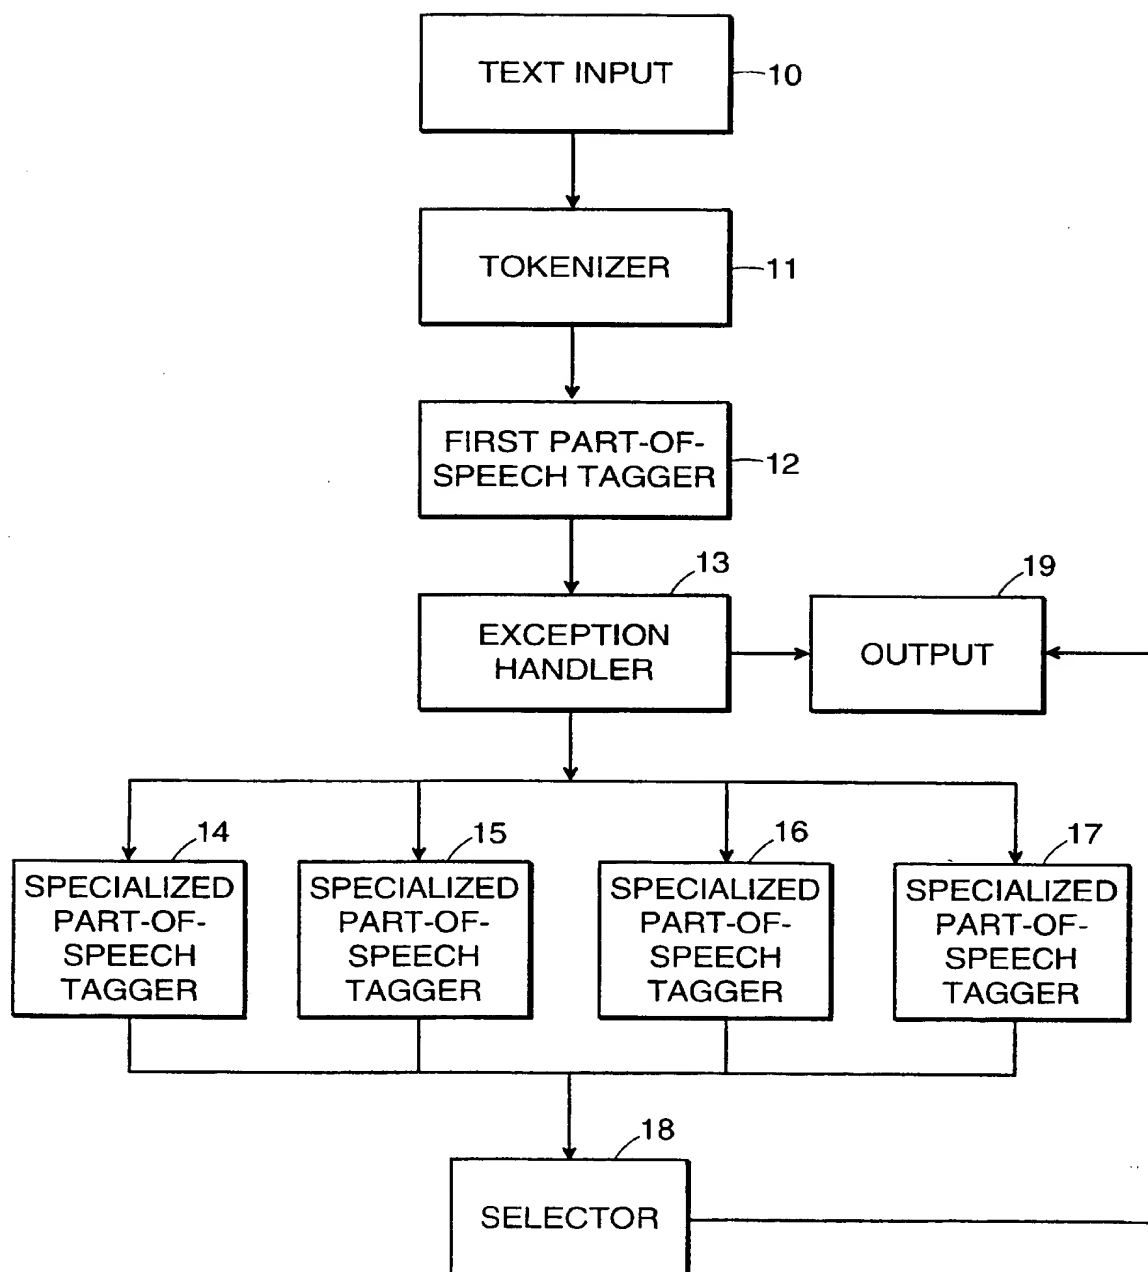 TEXT INPUT
10
TOKENIZER
11
FIRST PART-OF-
SPEECH TAGGER
12
13
EXCEPTION
HANDLER
19
OUTPUT
14
SPECIALIZED
PART-OF-
SPEECH
TAGGER
15
SPECIALIZED
PART-OF-
SPEECH
TAGGER
16
SPECIALIZED
PART-OF-
SPEECH
TAGGER
17
SPECIALIZED
PART-OF-
SPEECH
TAGGER
18
SELECTOR